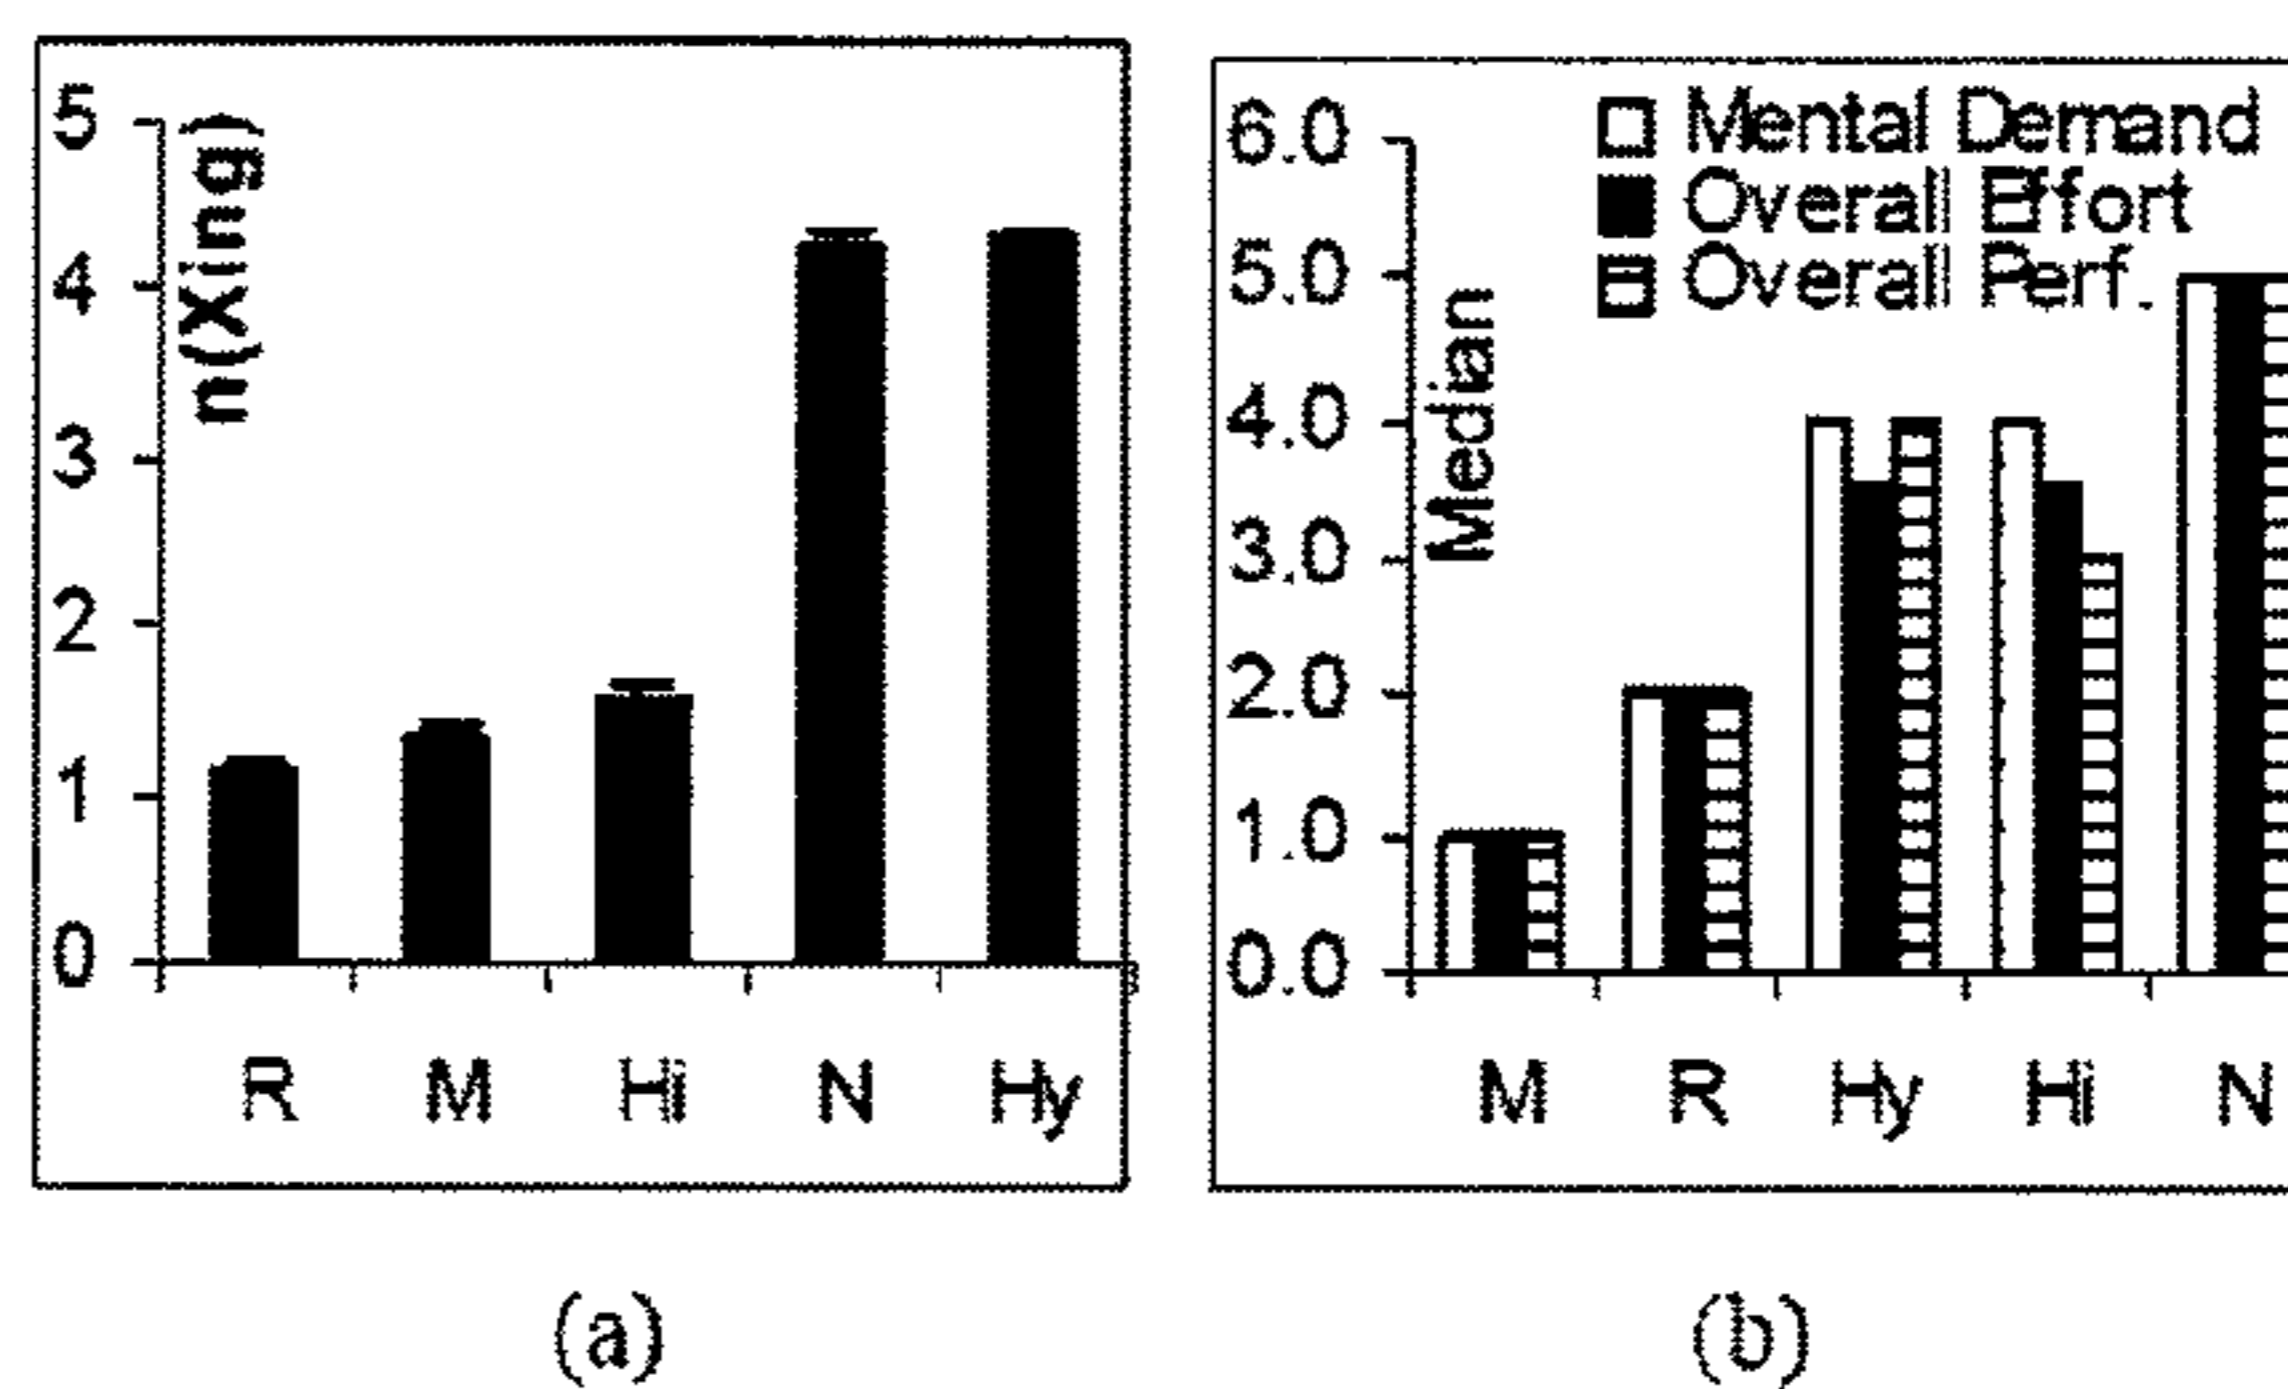 5
4
3
2
1
0
n(Xing)
R M Hi N Hy
(a)
6.0
5.0
4.0
3.0
2.0
1.0
0.0
Median
Mental Demand
Overall Effort
Overall Perf.
M R Hy Hi N
(b)